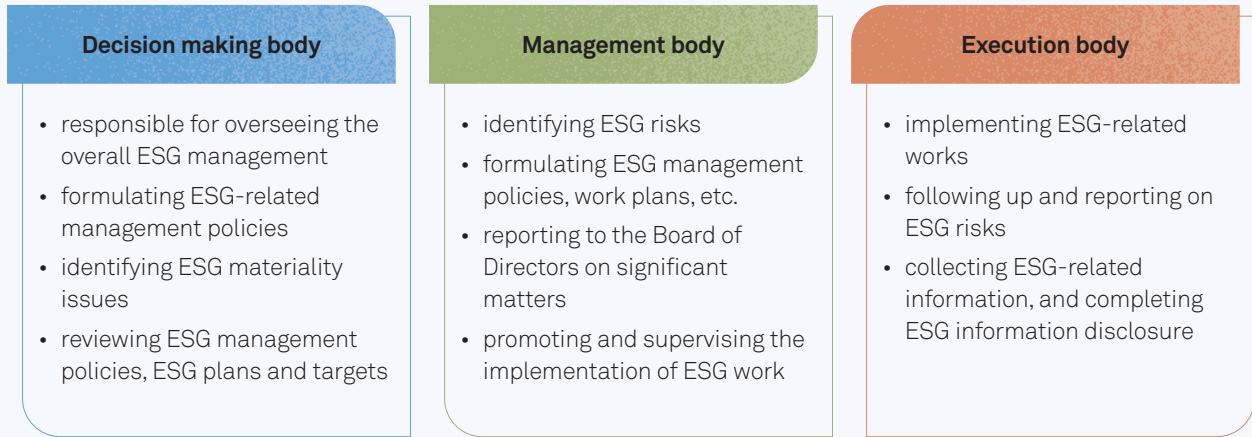 Decision making body
• responsible for overseeing the
overall ESG management
• formulating ESG-related
management policies
• identifying ESG materiality
issues
• reviewing ESG management
policies, ESG plans and targets
Management body
• identifying ESG risks
• formulating ESG management
policies, work plans, etc.
• reporting to the Board of
Directors on significant
matters
• promoting and supervising the
implementation of ESG work
Execution body
• implementing ESG-related
works
• following up and reporting on
ESG risks
• collecting ESG-related
information, and completing
ESG information disclosure